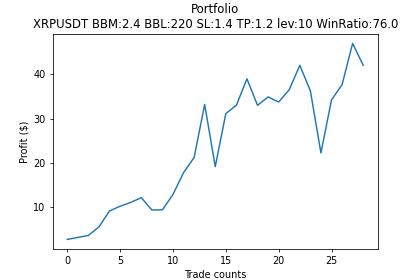 Portfolio
XRPUSDT BBM:2.4 BBL:220 SL:1.4 TP:1.2 lev:10 WinRatio:76.0
Profit ($)
40
30
20
10
0 5 10 15 20 25
Trade counts